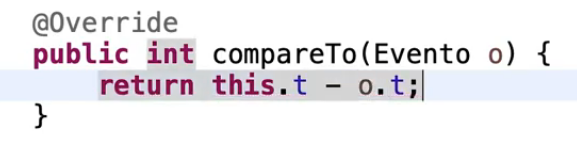 @Override
public int compareTo(Evento o) {
return this.t - o.t;
}